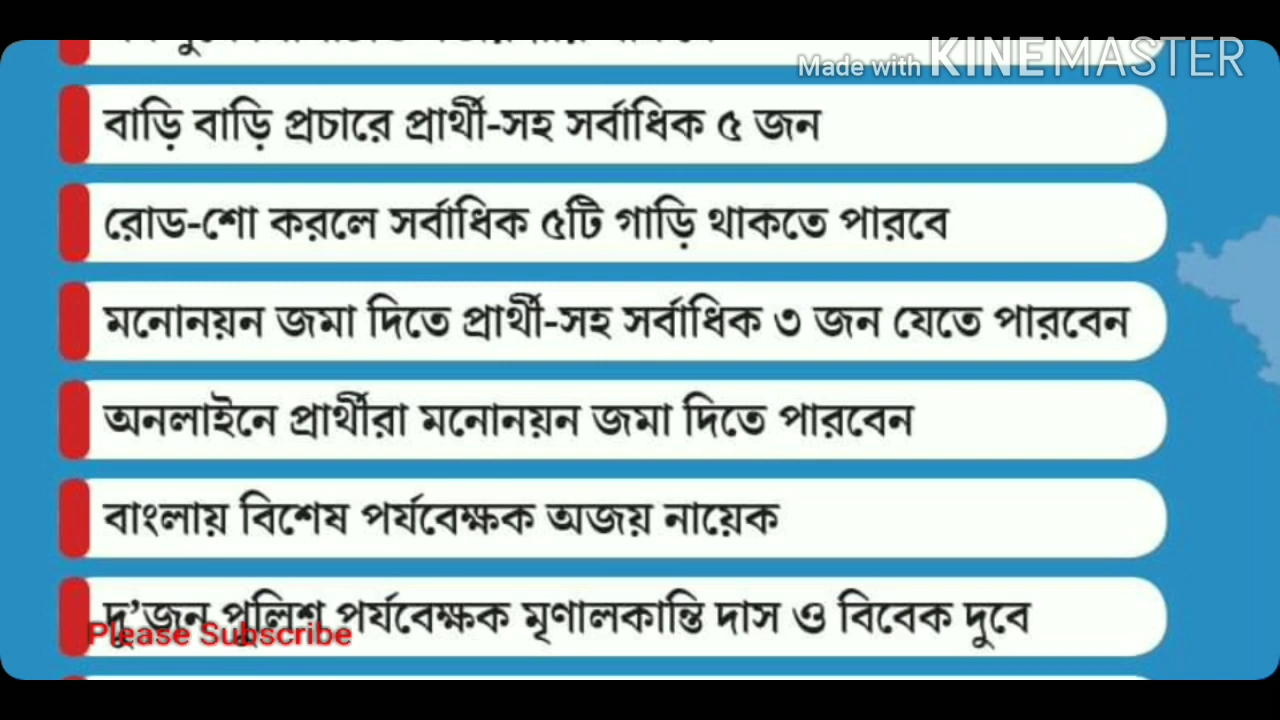 Made with KINEMASTER
বাড়ি বাড়ি প্রচারে প্রার্থী-সহ সর্বাধিক ৫ জন
রোড-শো করলে সর্বাধিক ৫টি গাড়ি থাকতে পারবে
মনোনয়ন জমা দিতে প্রার্থী-সহ সর্বাধিক ৩ জন যেতে পারবেন
অনলাইনে প্রার্থীরা মনোনয়ন জমা দিতে পারবেন
বাংলায় বিশেষ পর্যবেক্ষক অজয় নায়েক
দু’জন পুলিশ পর্যবেক্ষক মৃণালকান্তি দাস ও বিবেক দুবে
Please Subscribe